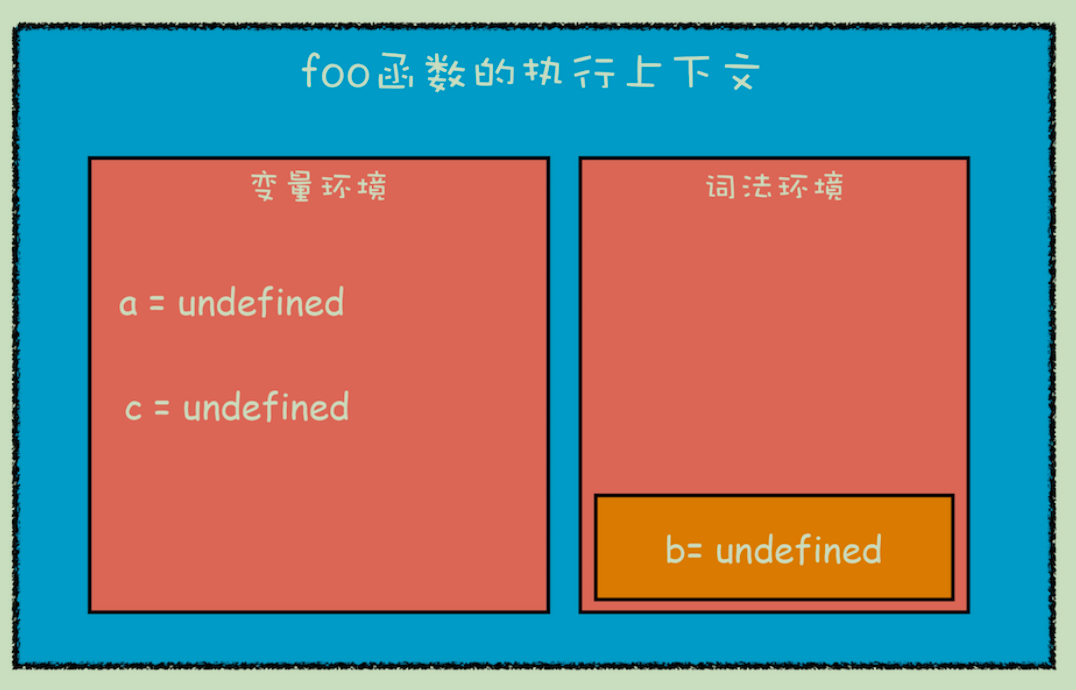 foo函数的执行上下文
变量环境
a = undefined
c = undefined
词法环境
b= undefined